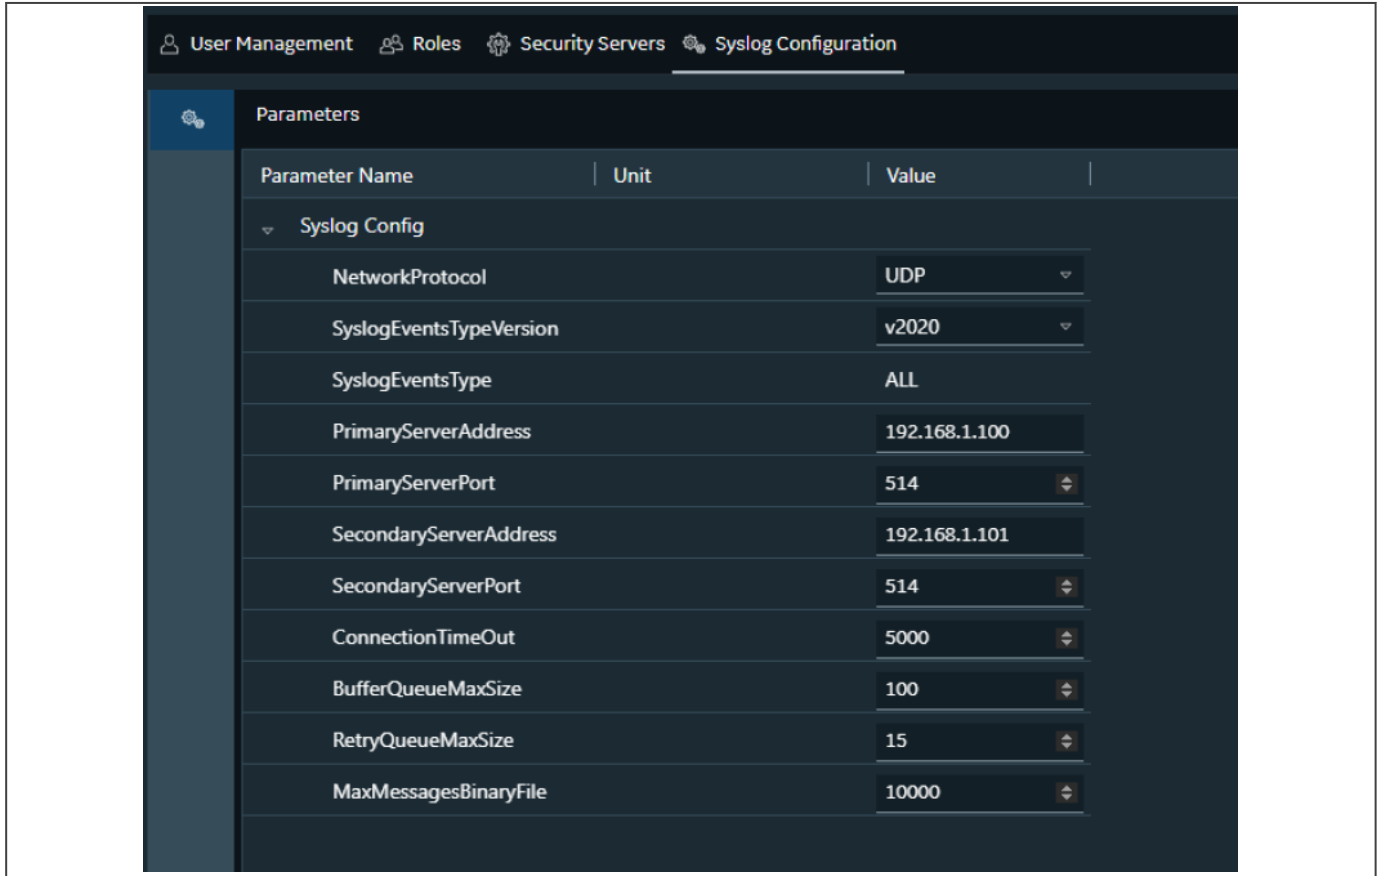 User Management Roles Security Servers Syslog Configuration
Parameters
Parameter Name Unit Value
Syslog Config
NetworkProtocol UDP
SyslogEventsTypeVersion v2020
SyslogEventsType ALL
PrimaryServerAddress 192.168.1.100
PrimaryServerPort 514
SecondaryServerAddress 192.168.1.101
SecondaryServerPort 514
ConnectionTimeOut 5000
BufferQueueMaxSize 100
RetryQueueMaxSize 15
MaxMessagesBinaryFile 10000